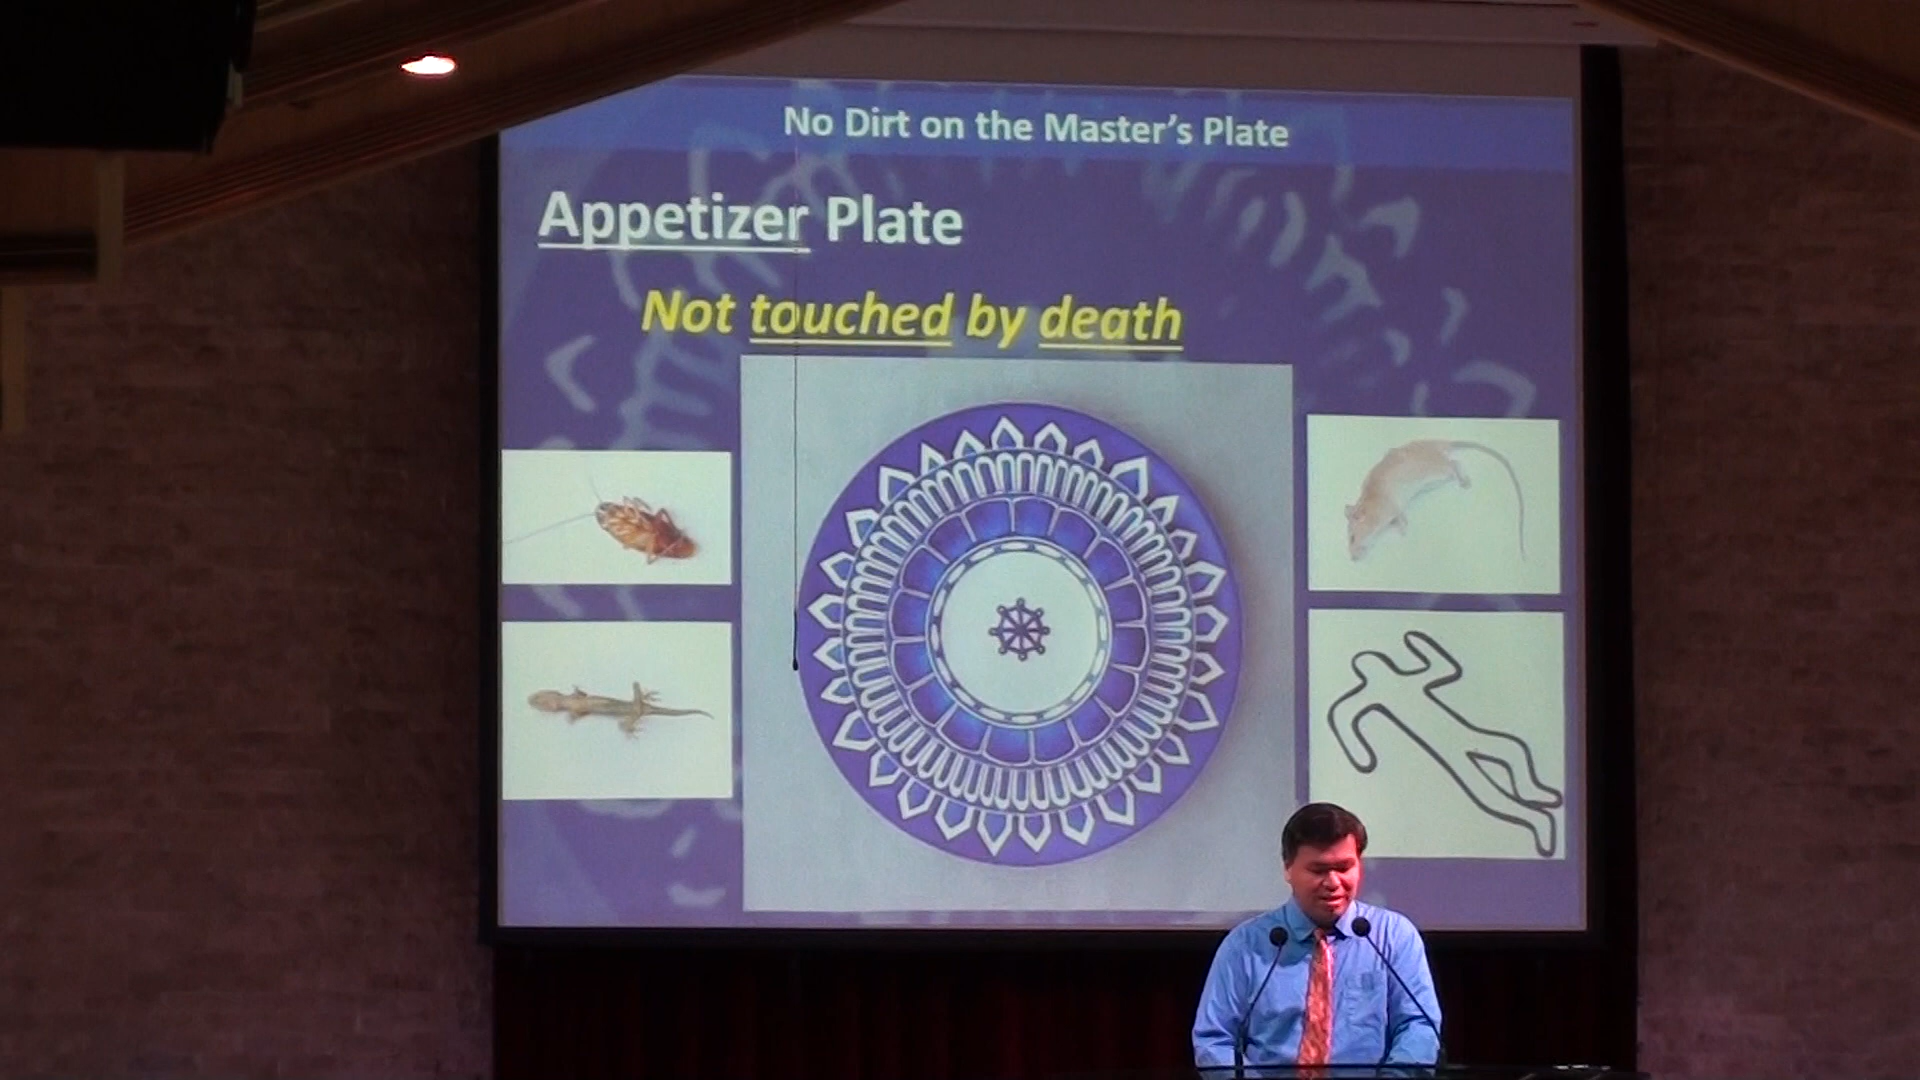 No Dirt on the Master's Plate
Appetizer Plate
Not touched by death